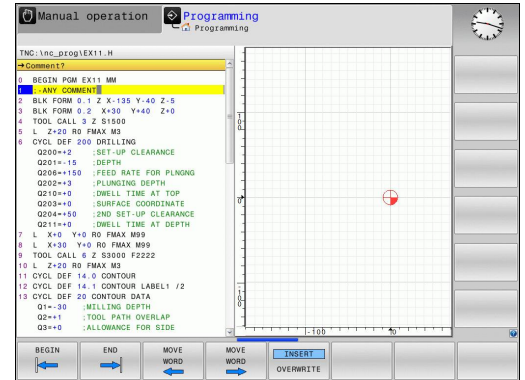 Manual operation
Programming
Programming
TNC:\nc_prog\EX11.H
→Comment?
0 BEGIN PGM EX11 MM
1 ;-ANY COMMENT
2 BLK FORM 0.1 Z X-135 Y-40 Z-5
3 BLK FORM 0.2 X+30 Y+40 Z+0
4 TOOL CALL 3 Z S1500
5 L Z+20 R0 FMAX M3
6 CYCL DEF 200 DRILLING
Q200=+2 ;SET-UP CLEARANCE
Q201=-15 ;DEPTH
Q206=+150 ;FEED RATE FOR PLNGNG
Q202=+3 ;PLUNGING DEPTH
Q210=+0 ;DWELL TIME AT TOP
Q203=+0 ;SURFACE COORDINATE
Q204=+50 ;2ND SET-UP CLEARANCE
Q211=+0 ;DWELL TIME AT DEPTH
7 L X+0 Y+0 R0 FMAX M99
8 L X+30 Y+0 R0 FMAX M99
9 TOOL CALL 6 Z S3000 F2222
10 L Z+20 R0 FMAX M3
11 CYCL DEF 14.0 CONTOUR
12 CYCL DEF 14.1 CONTOUR LABEL1 /2
13 CYCL DEF 20 CONTOUR DATA
Q1=-30 ;MILLING DEPTH
Q2=+1 ;TOOL PATH OVERLAP
Q3=+0 ;ALLOWANCE FOR SIDE
100
0
-100
-100
0
BEGIN
END
MOVE WORD
MOVE WORD
INSERT
OVERWRITE